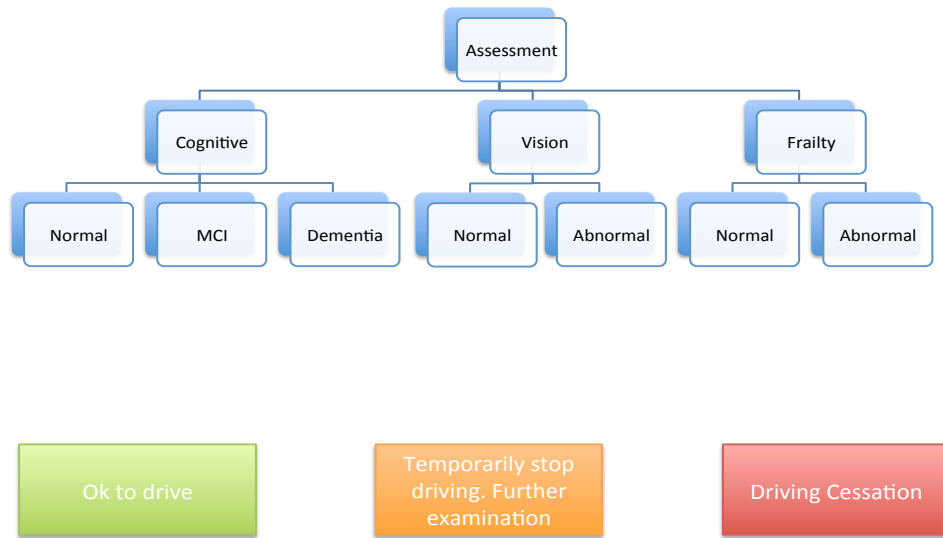 Assessment
Cognitive
Vision
Frailty
Normal
MCI
Dementia
Normal
Abnormal
Normal
Abnormal
Ok to drive
Temporarily stop
driving. Further
examination
Driving Cessation